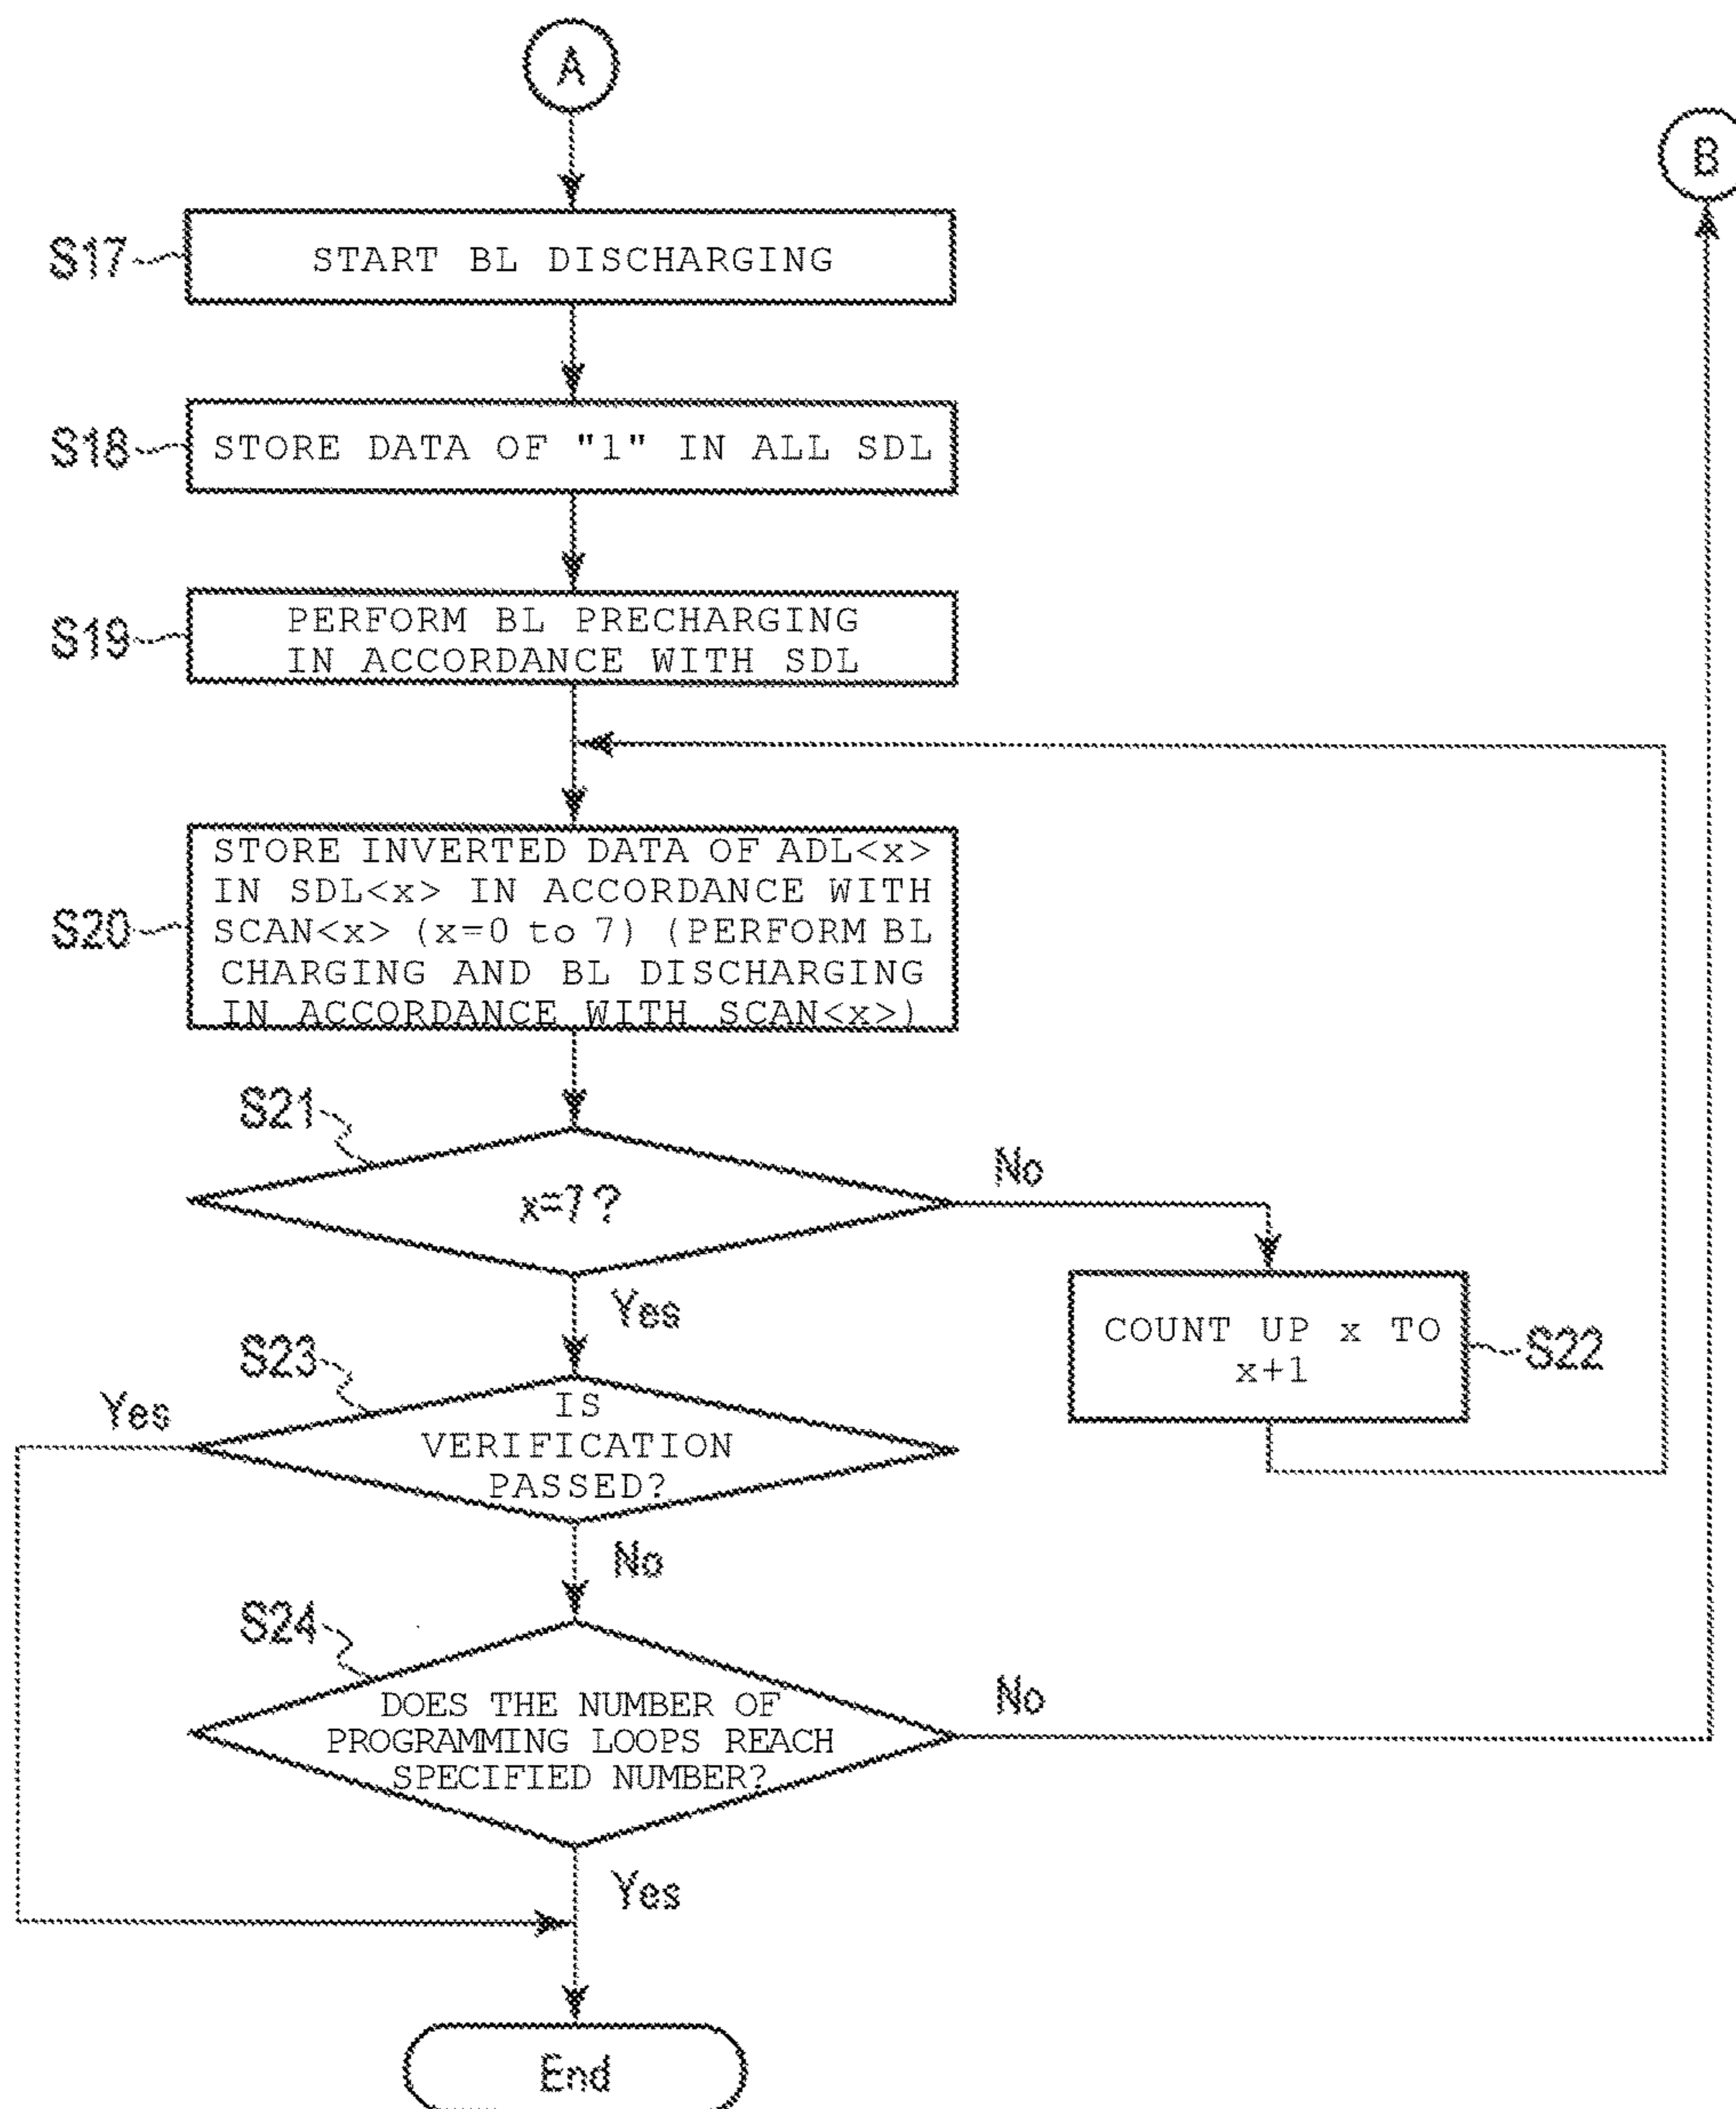 A
B
S17
START BL DISCHARGING
S18
STORE DATA OF "1" IN ALL SDL
S19
PERFORM BL PRECHARGING
IN ACCORDANCE WITH SDL
S20
STORE INVERTED DATA OF ADL<x>
IN SDL<x> IN ACCORDANCE WITH
SCAN<x> (x=0 to 7) (PERFORM BL
CHARGING AND BL DISCHARGING
IN ACCORDANCE WITH SCAN<x>)
S21
x=7?
No
Yes
COUNT UP x TO
x+1
S22
S23
Yes
IS
VERIFICATION
PASSED?
No
S24
DOES THE NUMBER OF
PROGRAMMING LOOPS REACH
SPECIFIED NUMBER?
No
Yes
End